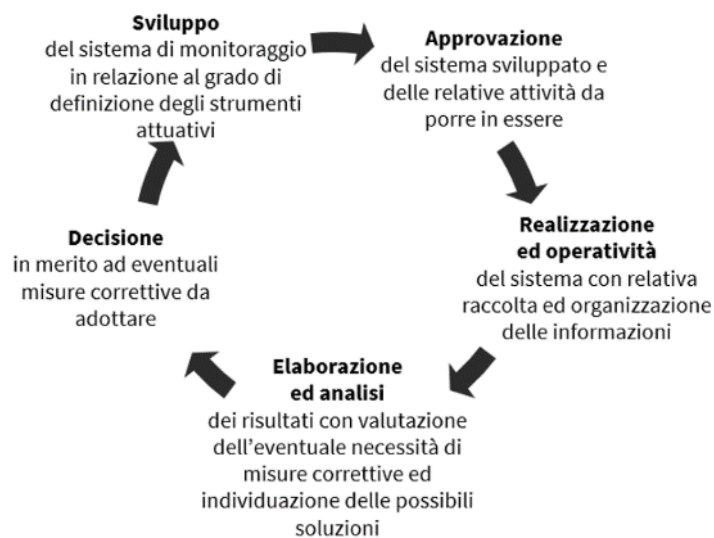 Sviluppo
del sistema di monitoraggio
in relazione al grado di
definizione degli strumenti
attuativi
Approvazione
del sistema sviluppato e
delle relative attività da
porre in essere
Realizzazione
ed operatività
del sistema con relativa
raccolta ed organizzazione
delle informazioni
Elaborazione
ed analisi
dei risultati con valutazione
dell'eventuale necessità di
misure correttive ed
individuazione delle possibili
soluzioni
Decisione
in merito ad eventuali
misure correttive da
adottare